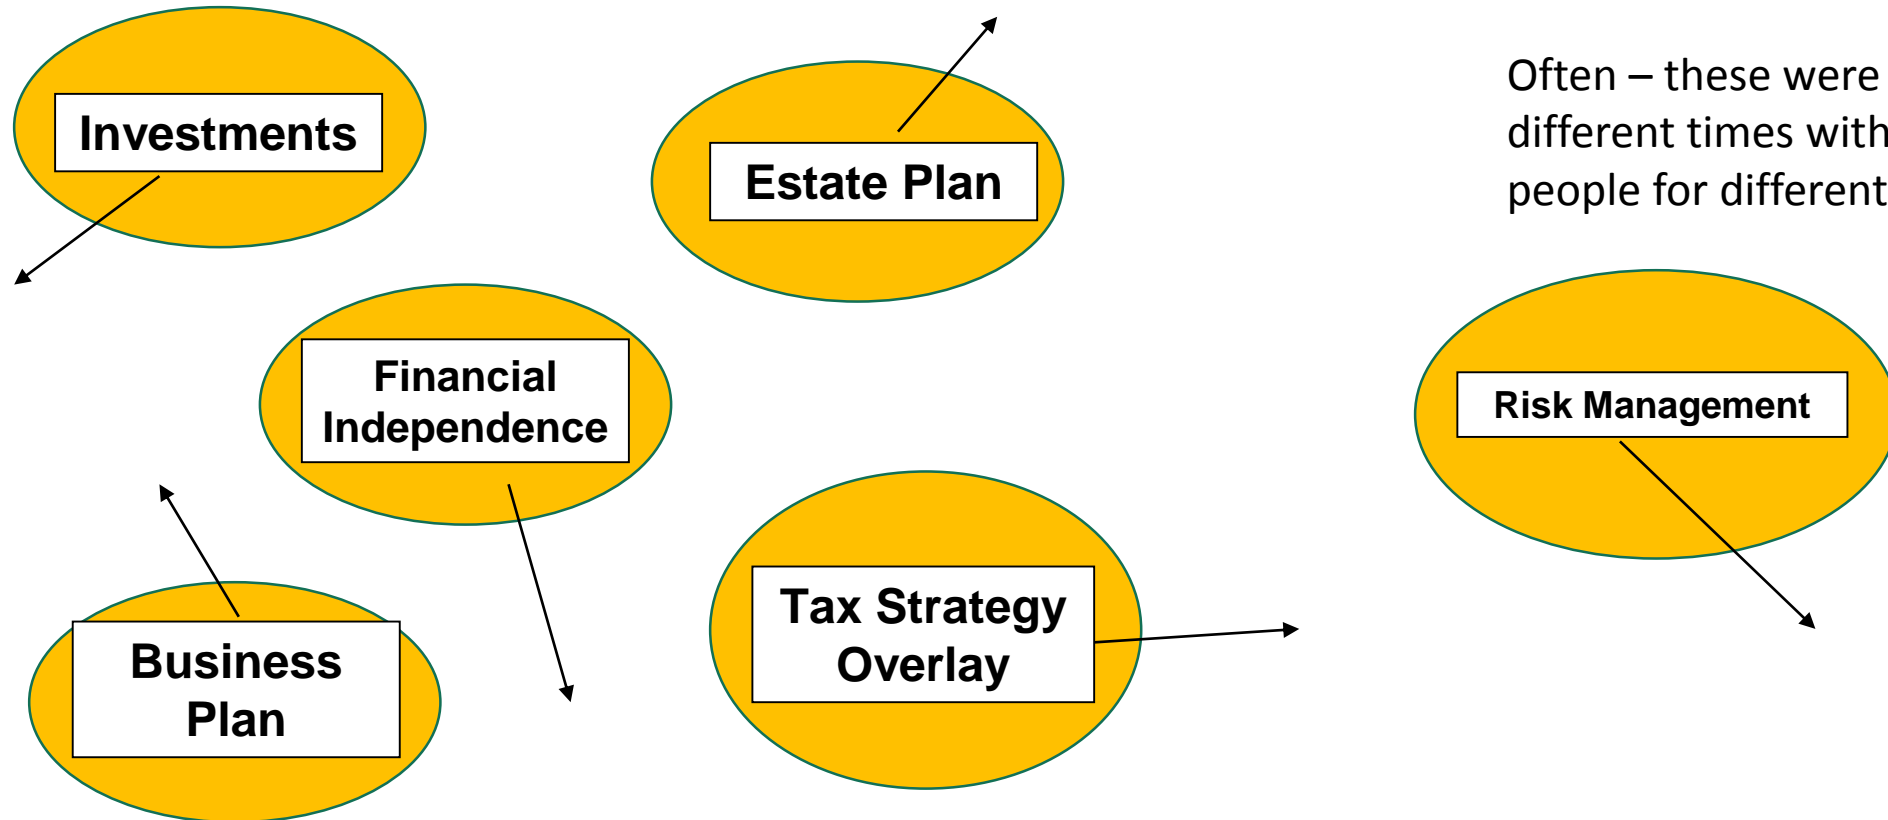 Investments
Estate Plan
Often – these were
different times with
people for different
Financial
Independence
Risk Management
Tax Strategy
Overlay
Business
Plan